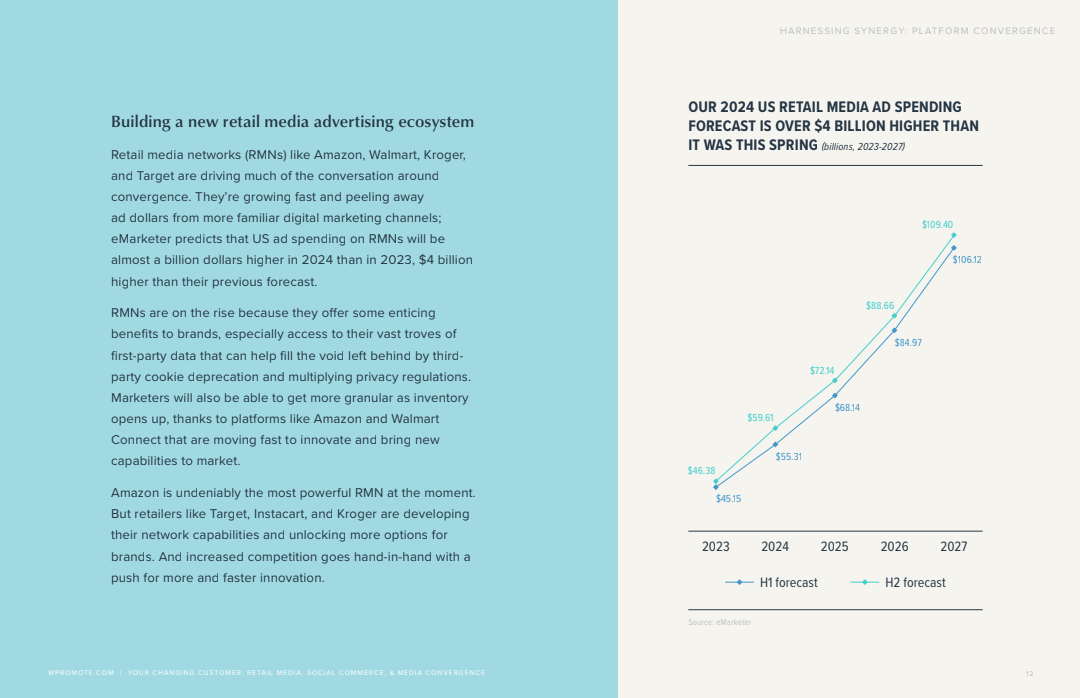 HARNESSING SYNERGY: PLATFORM CONVERGENCE
Building a new retail media advertising ecosystem
Retail media networks (RMNs) like Amazon, Walmart, Kroger,
and Target are driving much of the conversation around
convergence. They're growing fast and peeling away
ad dollars from more familiar digital marketing channels;
eMarketer predicts that US ad spending on RMNs will be
almost a billion dollars higher in 2024 than in 2023, $4 billion
higher than their previous forecast.
RMNs are on the rise because they offer some enticing
benefits to brands, especially access to their vast troves of
first-party data that can help fill the void left behind by third-
party cookie deprecation and multiplying privacy regulations.
Marketers will also be able to get more granular as inventory
opens up, thanks to platforms like Amazon and Walmart
Connect that are moving fast to innovate and bring new
capabilities to market.
Amazon is undeniably the most powerful RMN at the moment.
But retailers like Target, Instacart, and Kroger are developing
their network capabilities and unlocking more options for
brands. And increased competition goes hand-in-hand with a
push for more and faster innovation.
OUR 2024 US RETAIL MEDIA AD SPENDING
FORECAST IS OVER $4 BILLION HIGHER THAN
IT WAS THIS SPRING (billions, 2023-2027)
$109.40
$106.12
$88.66
$84.97
$72.14
$68.14
$59.61
$55.31
$46.38
$45.15
2023 2024 2025 2026 2027
H1 forecast H2 forecast
Source: eMarketer
WPROMOTE.COM / YOUR CHANGING CUSTOMER: RETAIL MEDIA, SOCIAL COMMERCE, & MEDIA CONVERGENCE
12